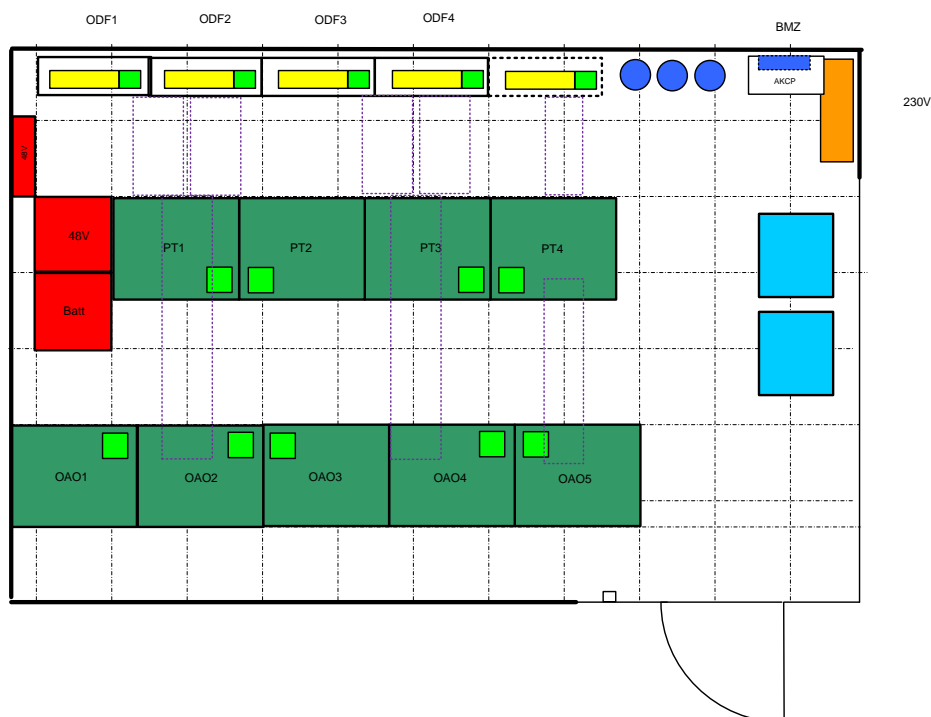 ODF1 ODF2 ODF3 ODF4
BMZ
AKCP
230V
48V
48V PT1 PT2 PT3 PT4
Batt
OAO1 OAO2 OAO3 OAO4 OAO5